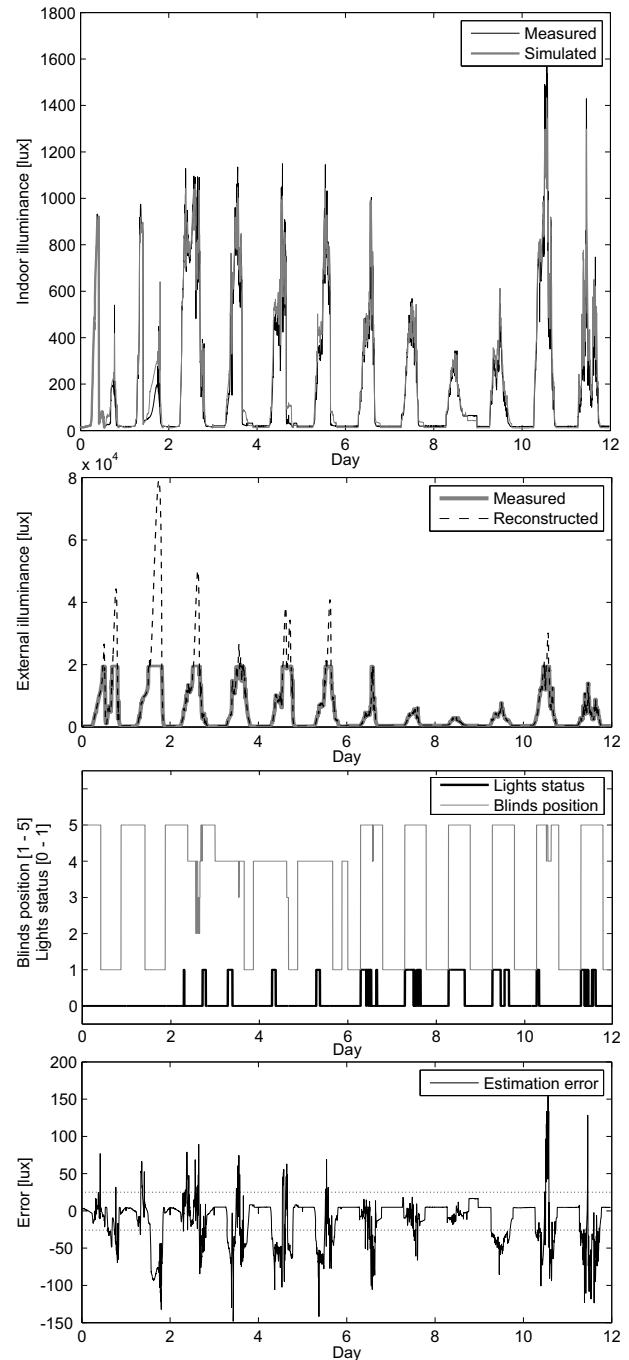 1800
1600
1400
1200
1000
800
600
400
200
0
Indoor illuminance [lux]
Measured
Simulated
0 2 4 6 8 10 12
Day
x 10^4
8
6
4
2
0
External illuminance [lux]
Measured
Reconstructed
0 2 4 6 8 10 12
Day
5
4
3
2
1
0
Blinds position [1 - 5]
Lights status [0 - 1]
Lights status
Blinds position
0 2 4 6 8 10 12
Day
200
150
100
50
0
-50
-100
-150
Error [lux]
Estimation error
0 2 4 6 8 10 12
Day